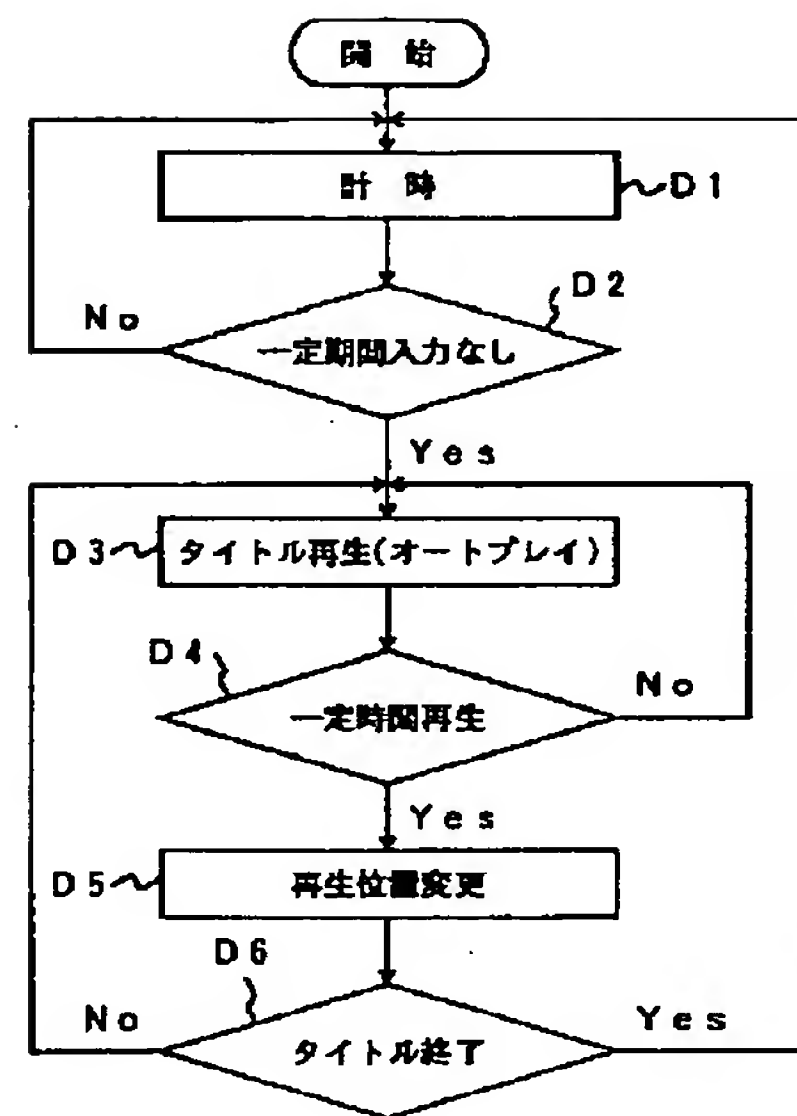 開始
計時
D1
D2
一定期間入力なし
No
Yes
D3
タイトル再生(オートプレイ)
D4
一定時間再生
No
Yes
D5
再生位置変更
D6
タイトル終了
No
Yes